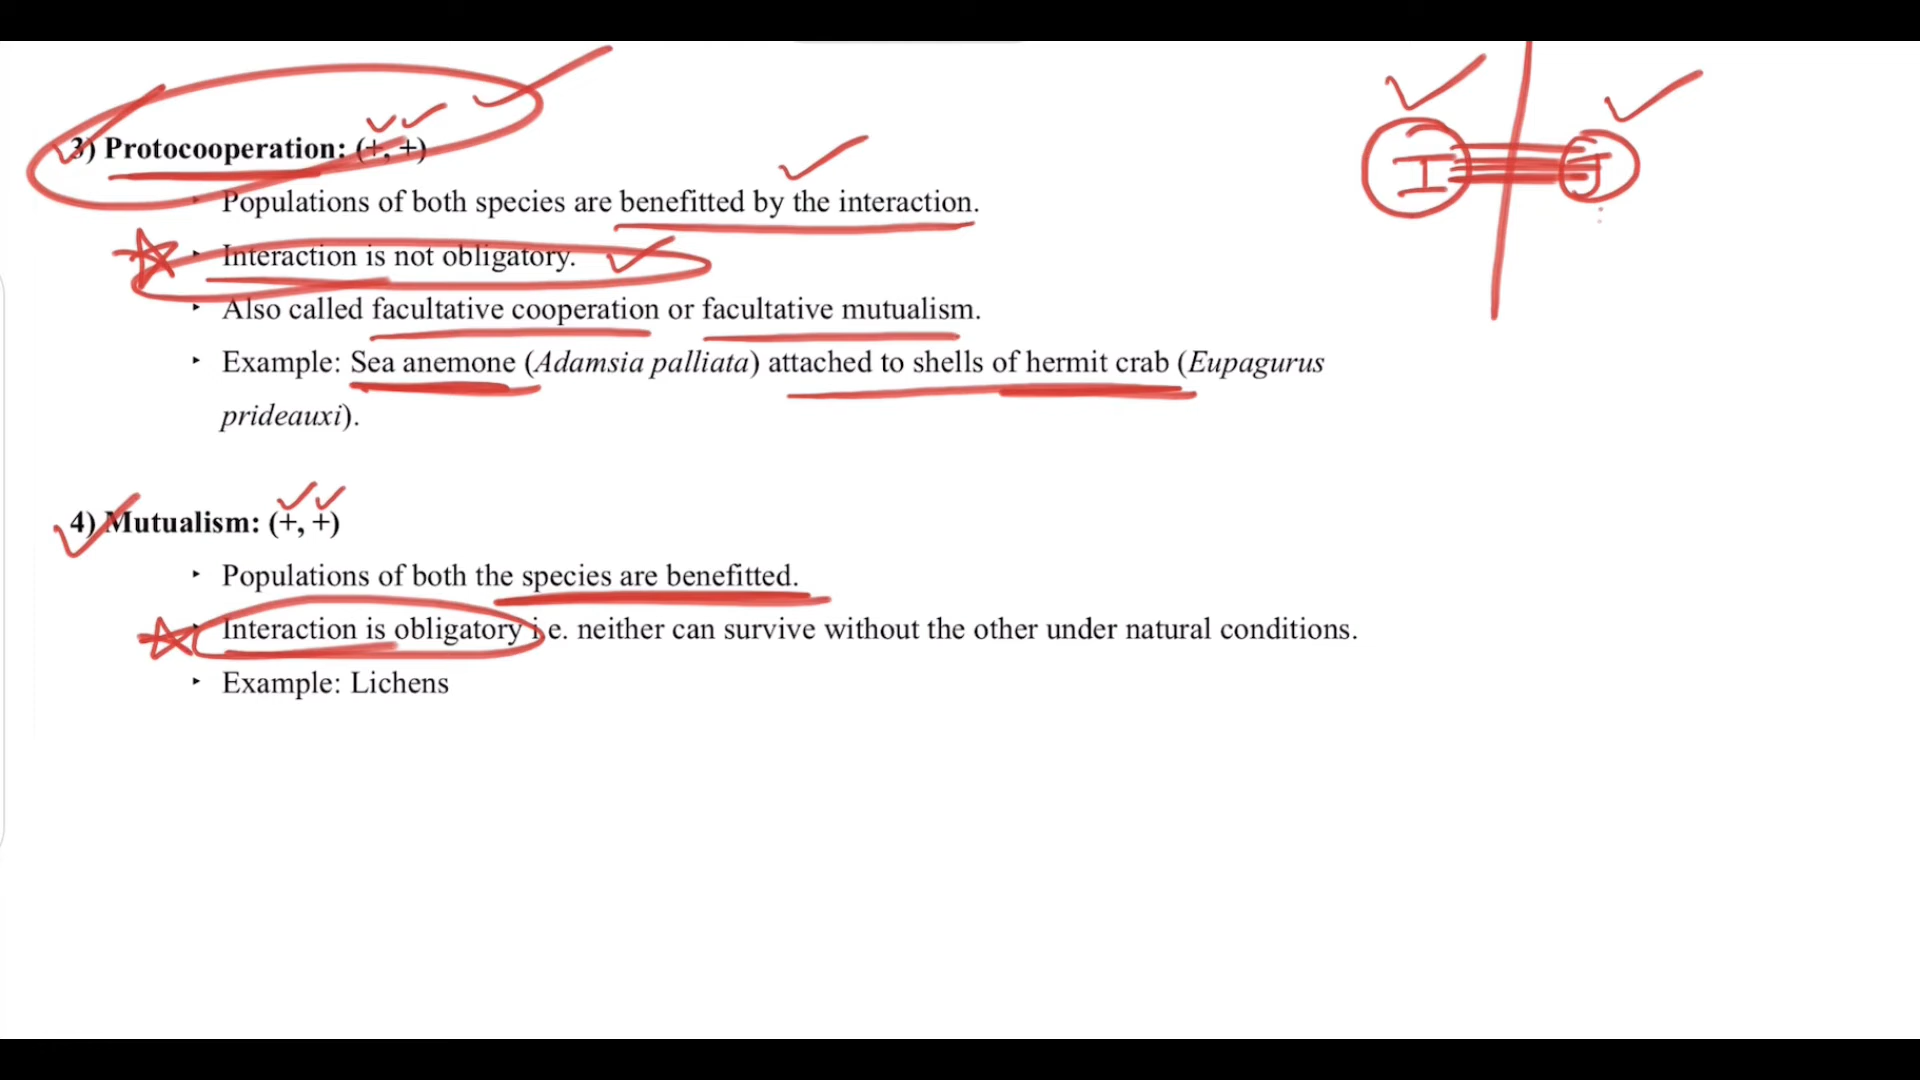 3) Protocooperation: (+, +)
‣ Populations of both species are benefitted by the interaction.
‣ Interaction is not obligatory.
‣ Also called facultative cooperation or facultative mutualism.
‣ Example: Sea anemone (Adamsia palliata) attached to shells of hermit crab (Eupagurus
prideauxi).
I J
4) Mutualism: (+, +)
‣ Populations of both the species are benefitted.
‣ Interaction is obligatory i.e. neither can survive without the other under natural conditions.
‣ Example: Lichens